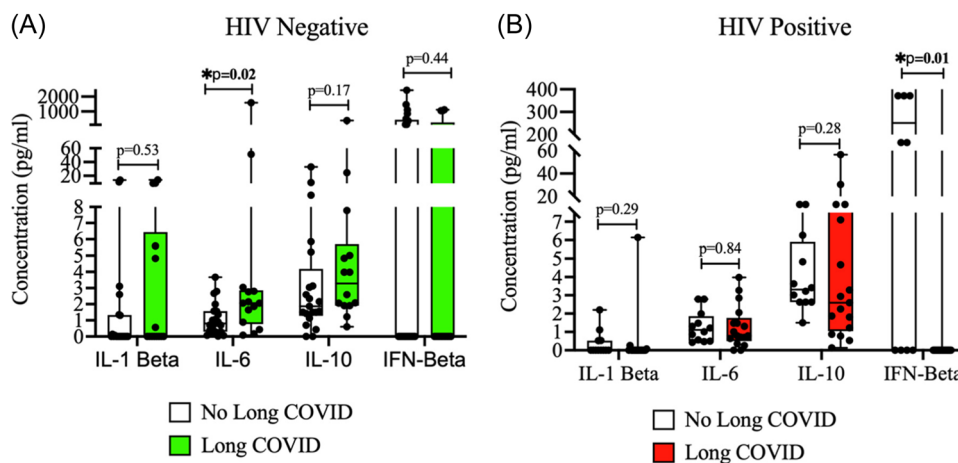 (A) HIV Negative
Concentration (pg/ml)
2000
1000
60
40
20
8
7
6
5
4
3
2
1
0
p=0.53
*p=0.02
p=0.17
p=0.44
IL-1 Beta IL-6 IL-10 IFN-Beta
No Long COVID
Long COVID
(B) HIV Positive
Concentration (pg/ml)
400
300
200
60
40
20
7
6
5
4
3
2
1
0
p=0.29
p=0.84
p=0.28
*p=0.01
IL-1 Beta IL-6 IL-10 IFN-Beta
No Long COVID
Long COVID